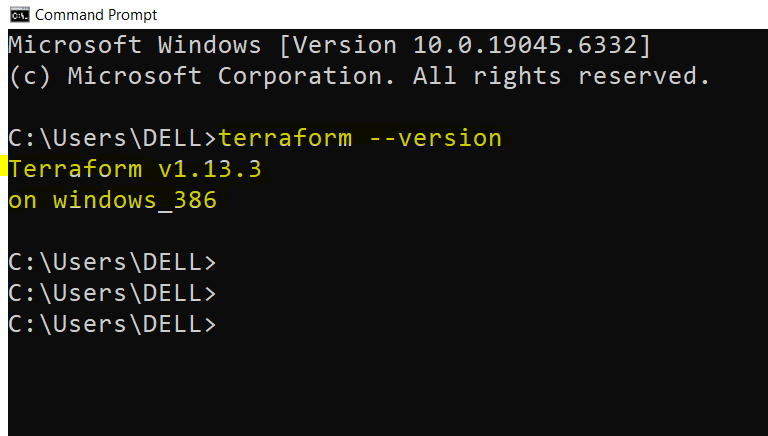 Command Prompt
Microsoft Windows [Version 10.0.19045.6332]
(c) Microsoft Corporation. All rights reserved.
C:\Users\DELL>terraform --version
Terraform v1.13.3
on windows_386
C:\Users\DELL>
C:\Users\DELL>
C:\Users\DELL>